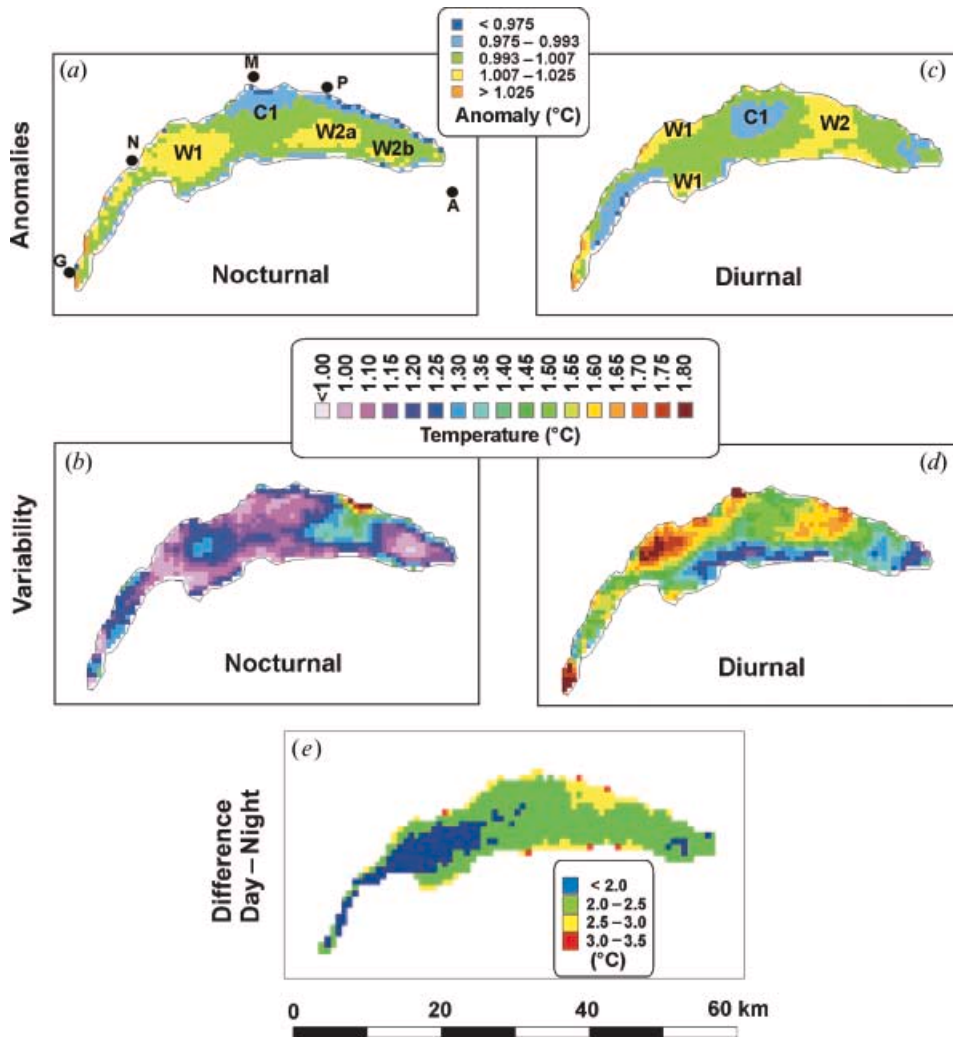 (a)
M
P
C1
W1
W2a
W2b
N
A
G
Nocturnal
< 0.975
0.975 – 0.993
0.993 – 1.007
1.007 – 1.025
> 1.025
Anomaly (°C)
(c)
W1
C1
W2
W1
Diurnal
Anomalies
<1.00
1.00
1.10
1.15
1.20
1.25
1.30
1.35
1.40
1.45
1.50
1.55
1.60
1.65
1.70
1.75
1.80
Temperature (°C)
(b)
Nocturnal
(d)
Diurnal
Variability
(e)
Difference
Day–Night
< 2.0
2.0 – 2.5
2.5 – 3.0
3.0 – 3.5
(°C)
0
20
40
60 km